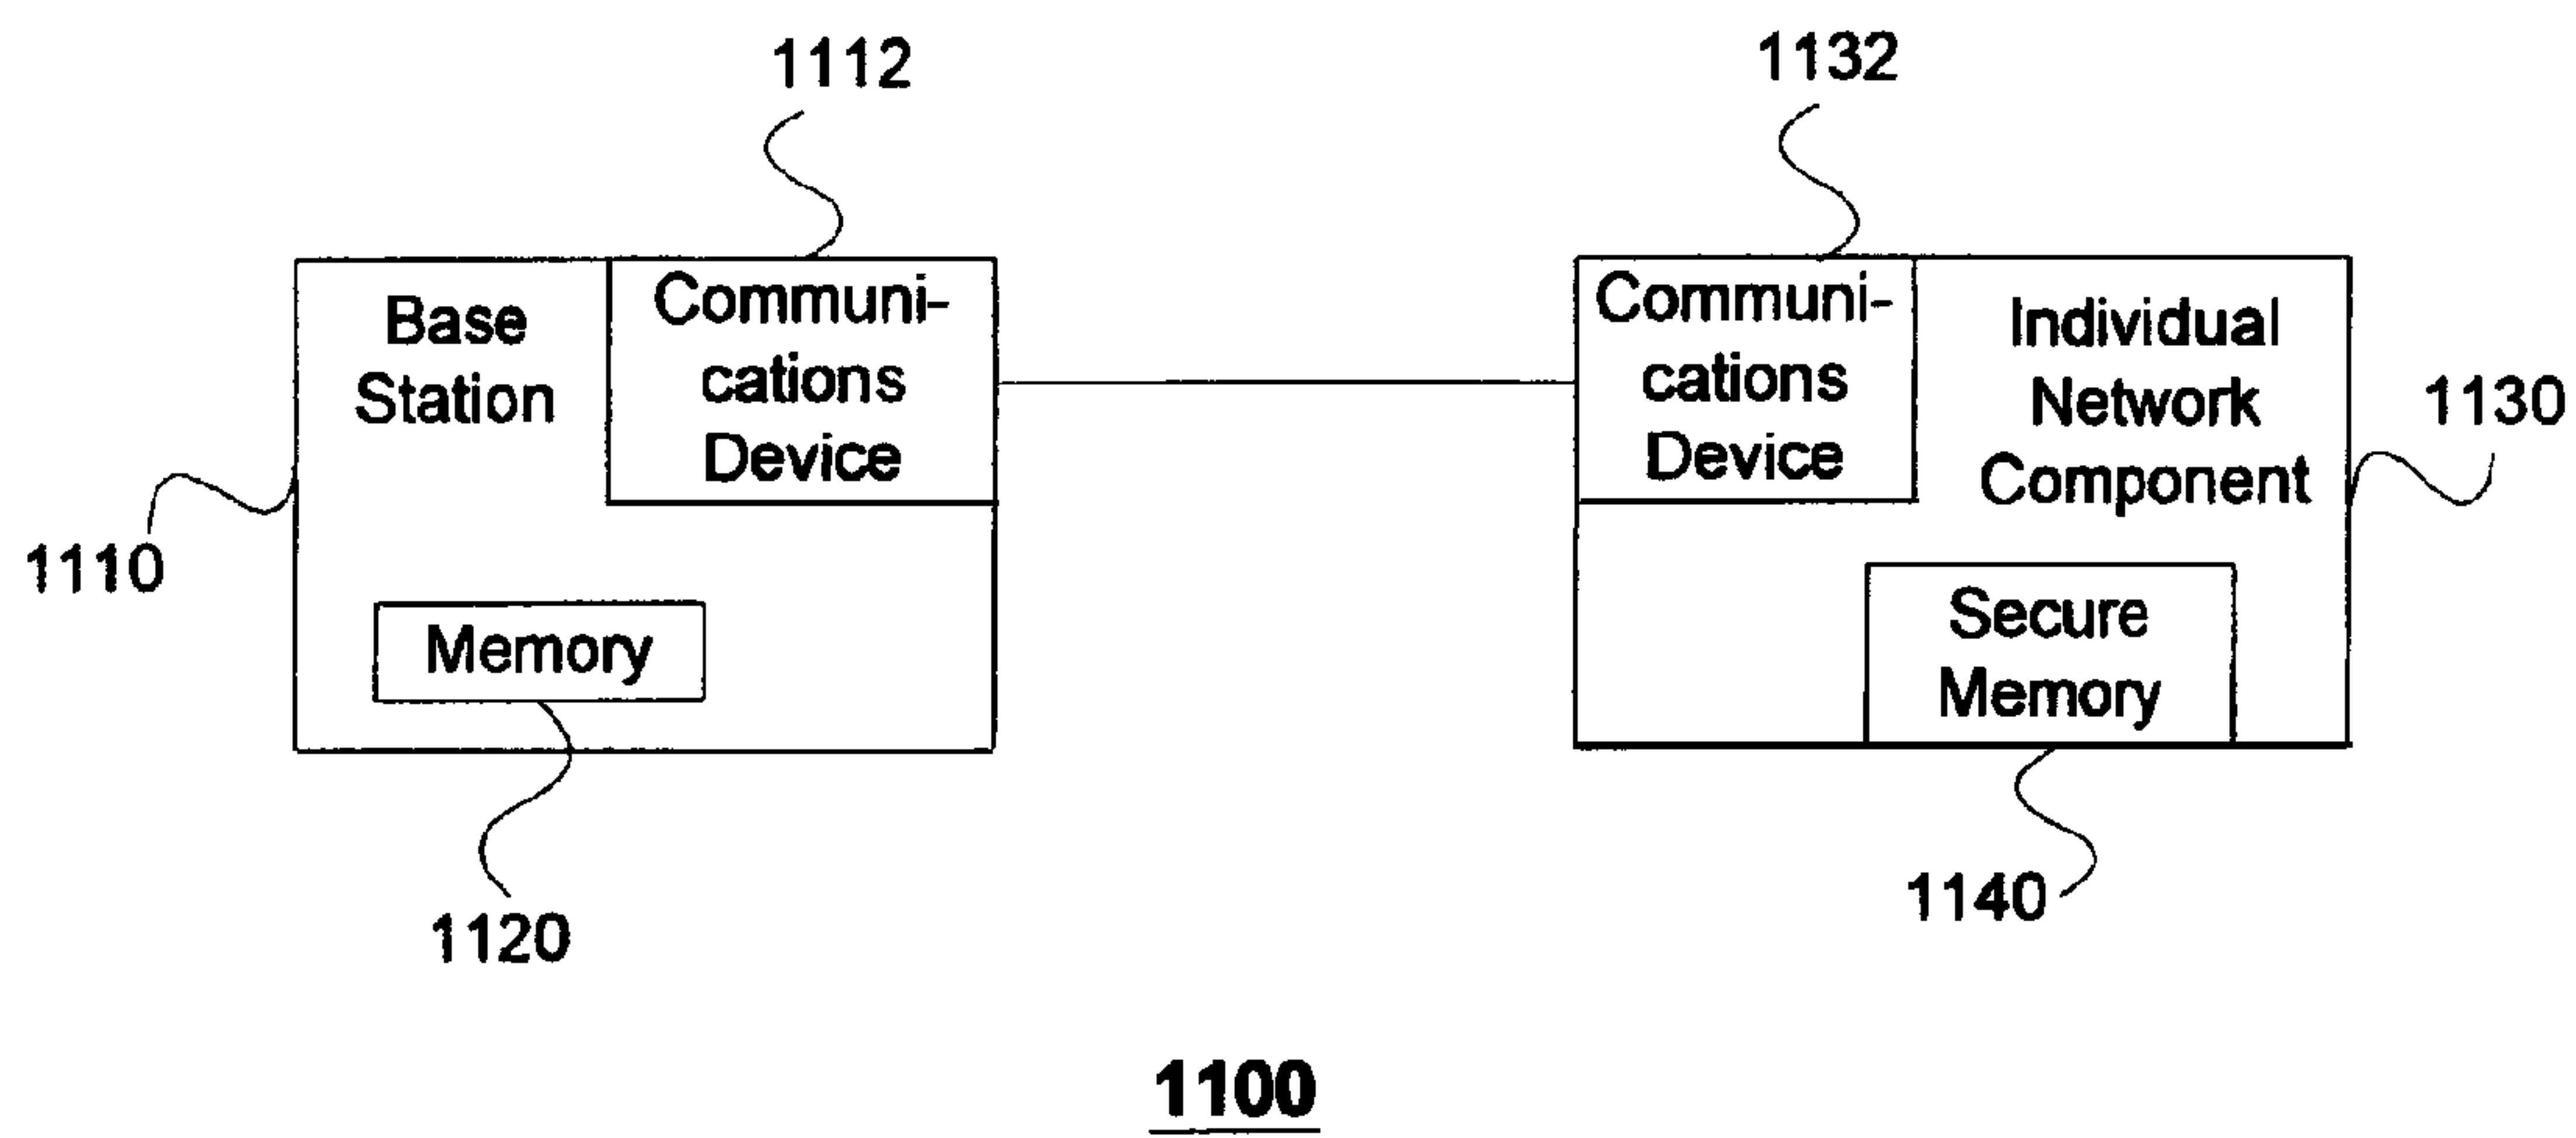 1112
1132
Base
Station
Communi-
cations
Device
Communi-
cations
Device
Individual
Network
Component
1130
1110
Memory
Secure
Memory
1120
1140
1100